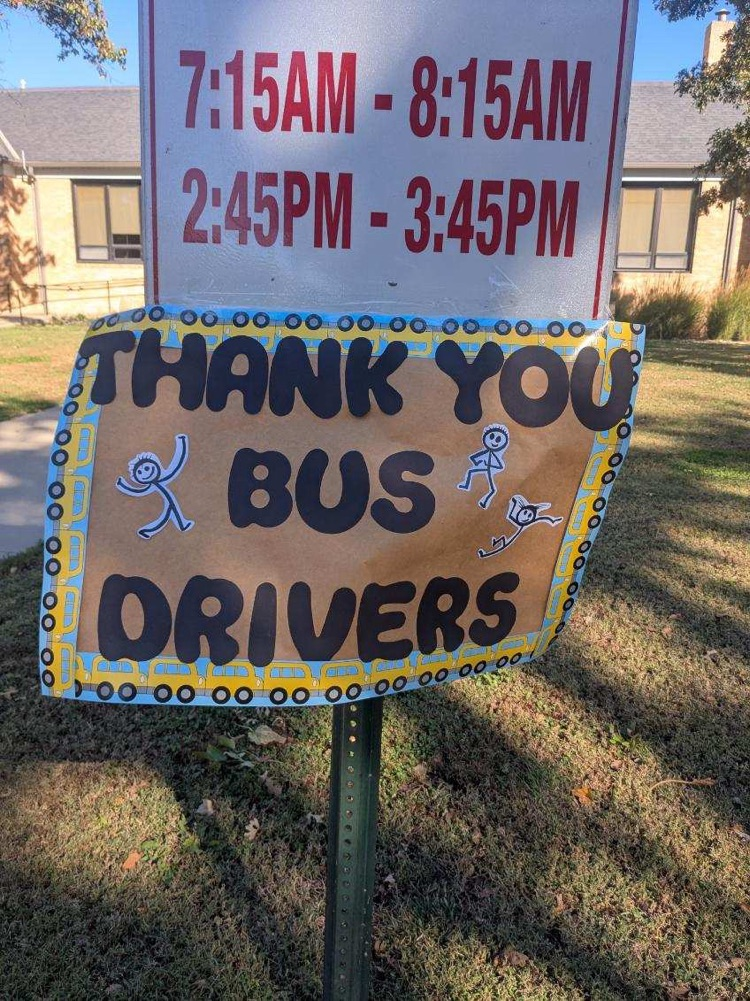 7:15AM - 8:15AM
2:45PM - 3:45PM
THANK YOU
BUS
DRIVERS